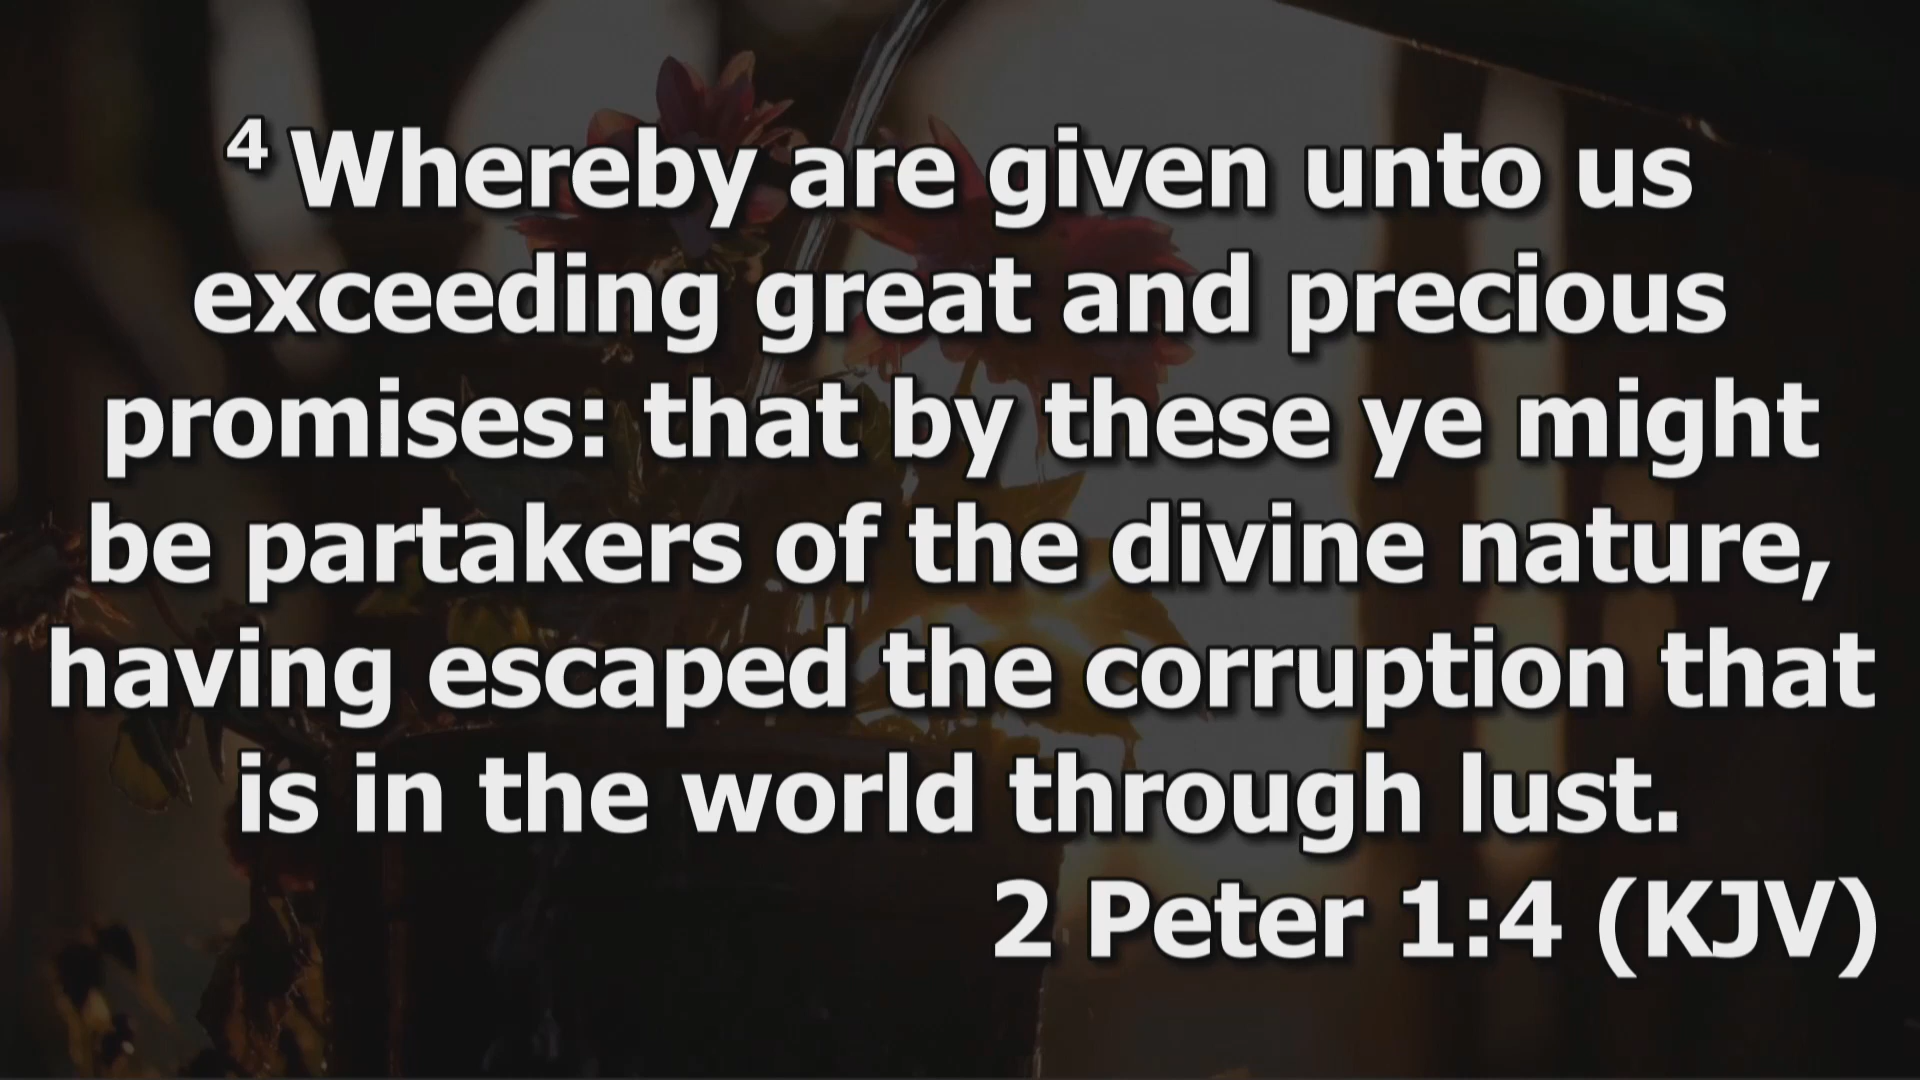 4 Whereby are given unto us
exceeding great and precious
promises: that by these ye might
be partakers of the divine nature,
having escaped the corruption that
is in the world through lust.
2 Peter 1:4 (KJV)